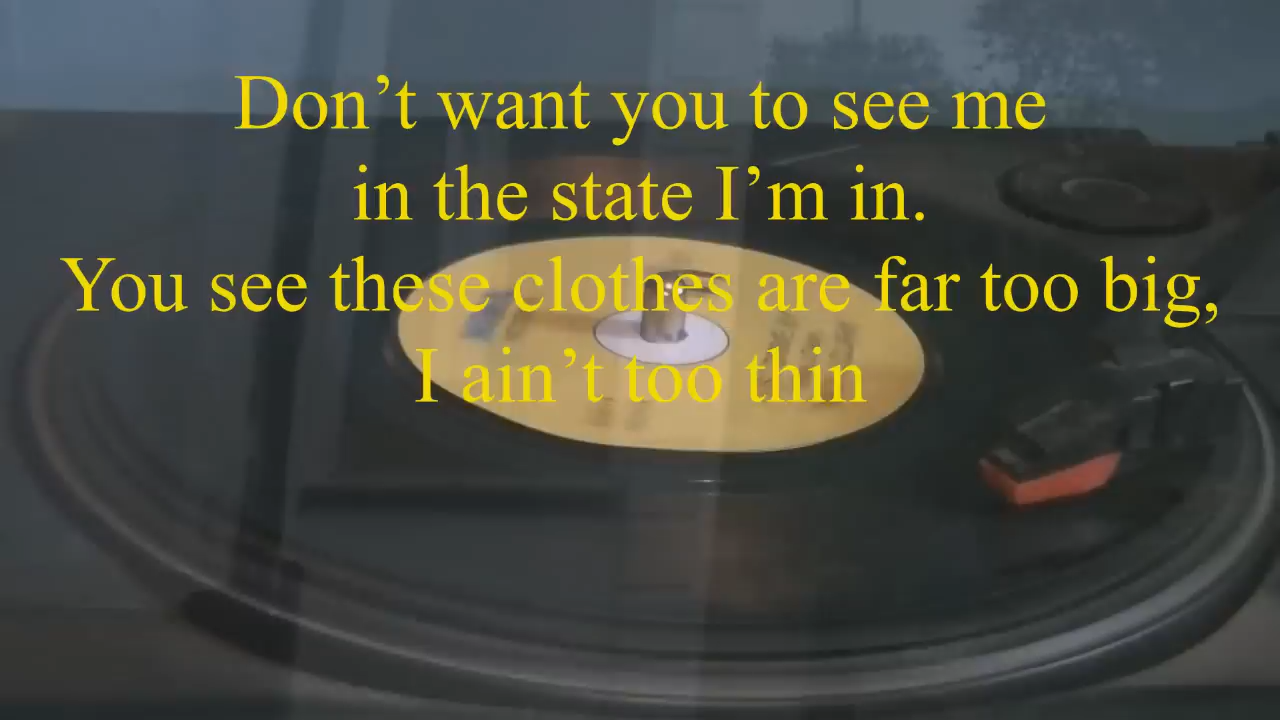 Don’t want you to see me
in the state I’m in.
You see these clothes are far too big,
I ain’t too thin